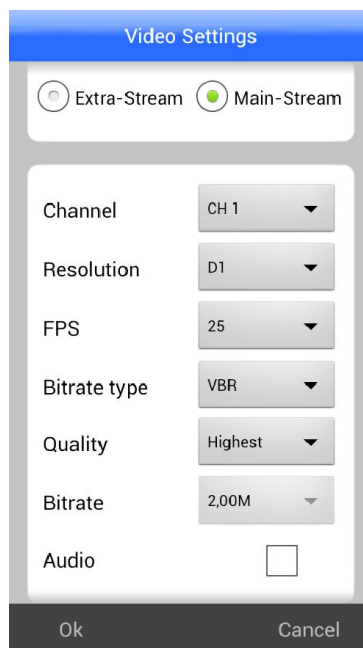 Video Settings
Extra-Stream Main-Stream
Channel CH 1
Resolution D1
FPS 25
Bitrate type VBR
Quality Highest
Bitrate 2,00M
Audio
Ok Cancel